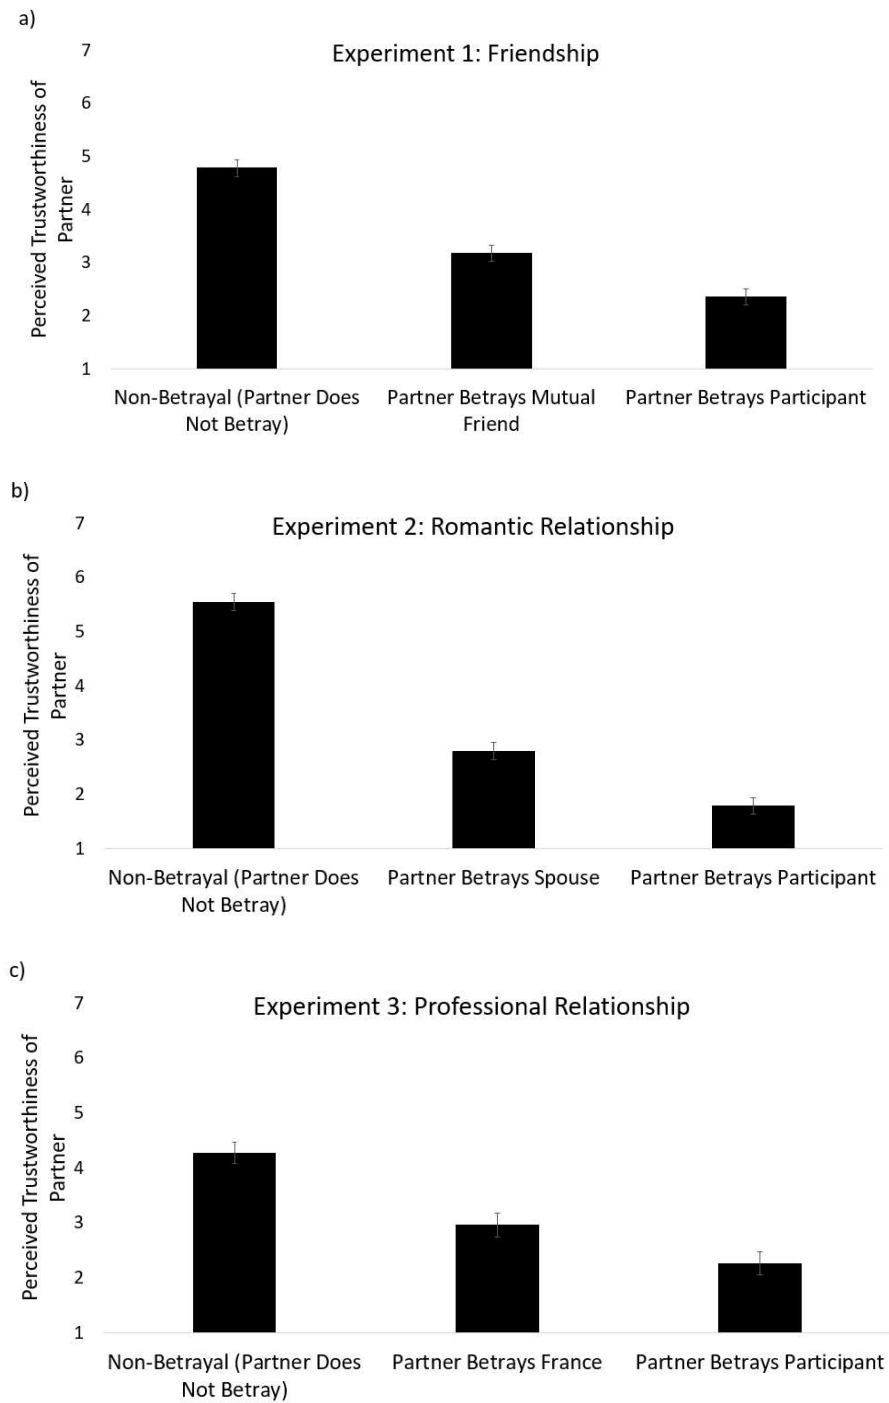 a)
Experiment 1: Friendship
Perceived Trustworthiness of
Partner
7
6
5
4
3
2
1
Non-Betrayal (Partner Does
Not Betray)
Partner Betrays Mutual
Friend
Partner Betrays Participant
b)
Experiment 2: Romantic Relationship
Perceived Trustworthiness of
Partner
7
6
5
4
3
2
1
Non-Betrayal (Partner Does
Not Betray)
Partner Betrays Spouse
Partner Betrays Participant
c)
Experiment 3: Professional Relationship
Perceived Trustworthiness of
Partner
7
6
5
4
3
2
1
Non-Betrayal (Partner Does
Not Betray)
Partner Betrays France
Partner Betrays Participant